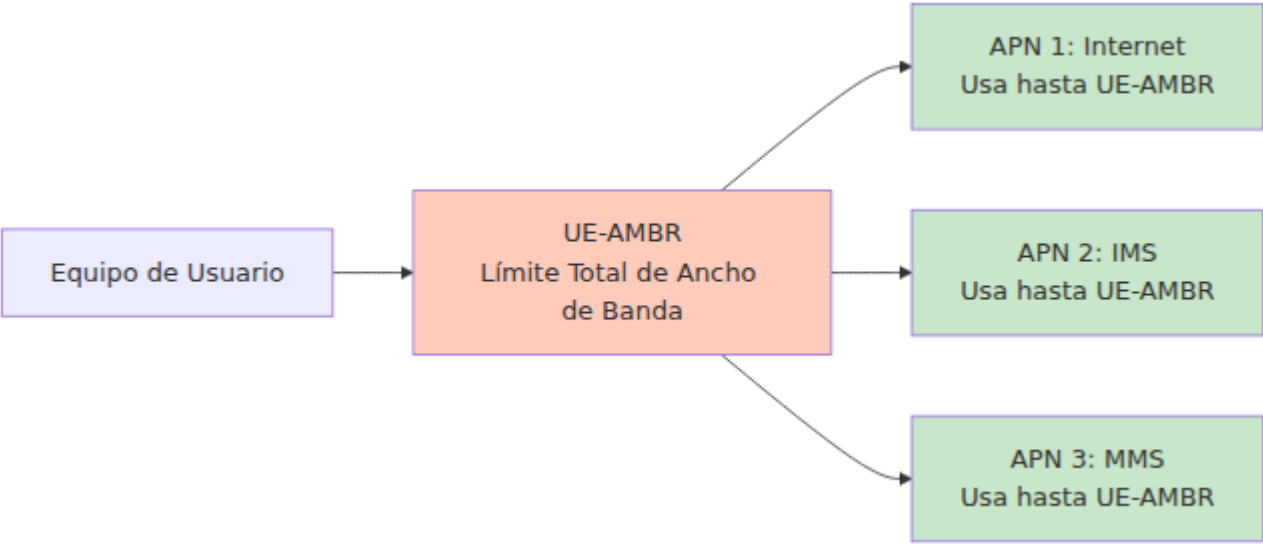 Equipo de Usuario
UE-AMBR
Límite Total de Ancho
de Banda
APN 1: Internet
Usa hasta UE-AMBR
APN 2: IMS
Usa hasta UE-AMBR
APN 3: MMS
Usa hasta UE-AMBR